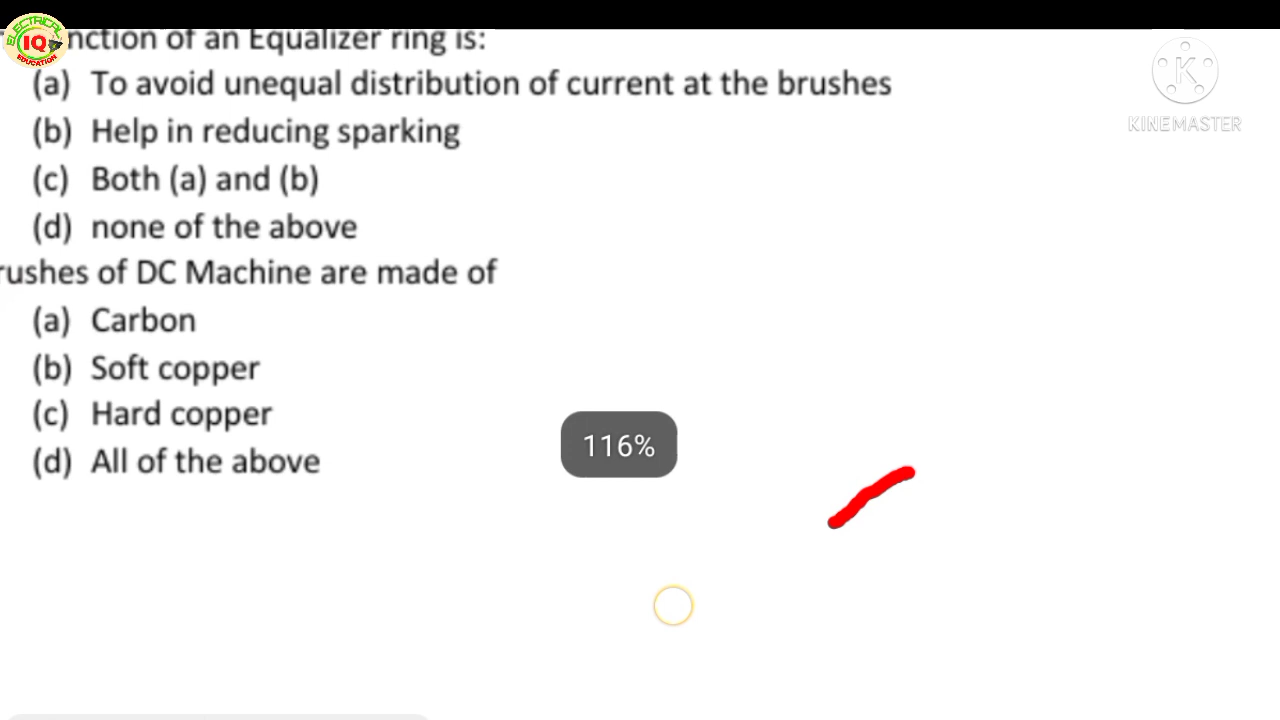 ELECTRICAL
IQ
EDUCATION
nction of an Equalizer ring is:
(a) To avoid unequal distribution of current at the brushes
K
KINEMASTER
(b) Help in reducing sparking
(c) Both (a) and (b)
(d) none of the above
rushes of DC Machine are made of
(a) Carbon
(b) Soft copper
(c) Hard copper
(d) All of the above
116%